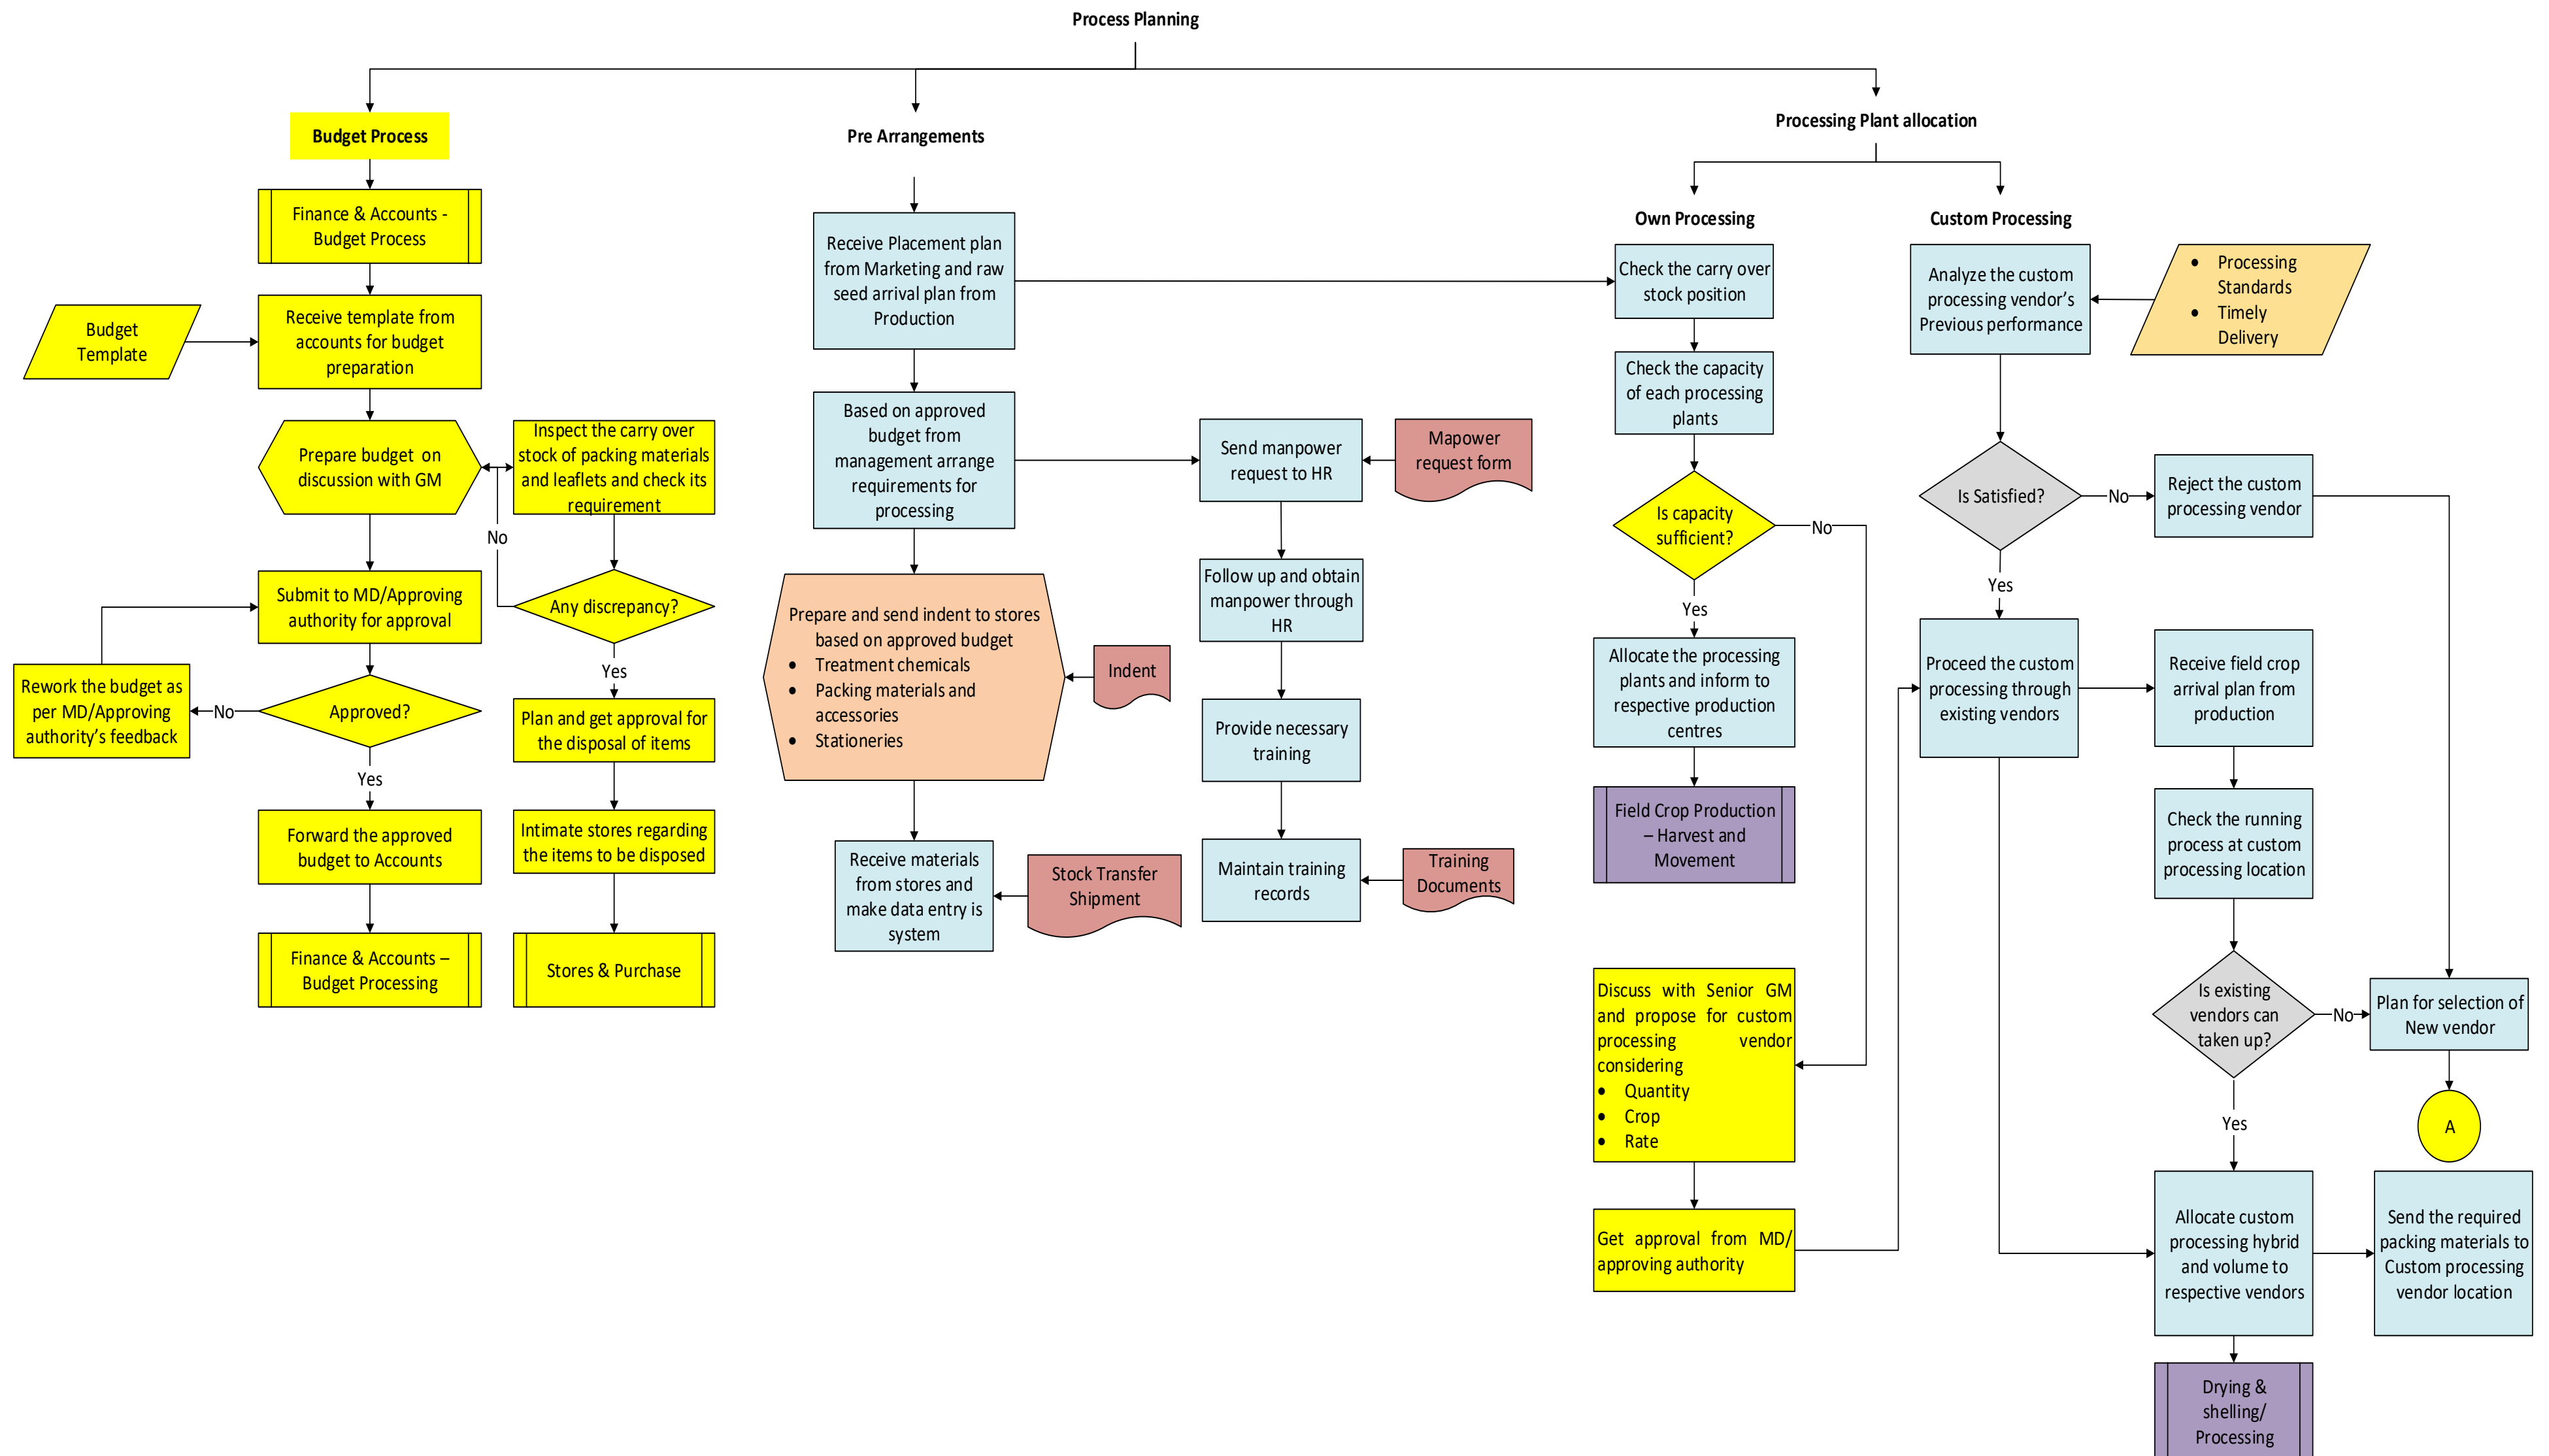 Process Planning
Budget Process
Finance & Accounts -
Budget Process
Budget
Template
Receive template from
accounts for budget
preparation
Prepare budget on
discussion with GM
Inspect the carry over
stock of packing materials
and leaflets and check its
requirement
No
Submit to MD/Approving
authority for approval
Any discrepancy?
Rework the budget as
per MD/Approving
authority's feedback
No
Approved?
Yes
Plan and get approval for
the disposal of items
Yes
Forward the approved
budget to Accounts
Intimate stores regarding
the items to be disposed
Finance & Accounts –
Budget Processing
Stores & Purchase
Pre Arrangements
Receive Placement plan
from Marketing and raw
seed arrival plan from
Production
Based on approved
budget from
management arrange
requirements for
processing
Send manpower
request to HR
Mapower
request form
Follow up and obtain
manpower through
HR
Prepare and send indent to stores
based on approved budget
• Treatment chemicals
• Packing materials and
accessories
• Stationeries
Indent
Provide necessary
training
Receive materials
from stores and
make data entry is
system
Stock Transfer
Shipment
Maintain training
records
Training
Documents
Processing Plant allocation
Own Processing
Check the carry over
stock position
Check the capacity
of each processing
plants
Is capacity
sufficient?
No
Yes
Allocate the processing
plants and inform to
respective production
centres
Field Crop Production
– Harvest and
Movement
Discuss with Senior GM
and propose for custom
processing vendor
considering
• Quantity
• Crop
• Rate
Get approval from MD/
approving authority
Custom Processing
Analyze the custom
processing vendor's
Previous performance
• Processing
Standards
• Timely
Delivery
Is Satisfied?
No
Reject the custom
processing vendor
Yes
Proceed the custom
processing through
existing vendors
Receive field crop
arrival plan from
production
Check the running
process at custom
processing location
Is existing
vendors can
taken up?
No
Plan for selection of
New vendor
A
Yes
Allocate custom
processing hybrid
and volume to
respective vendors
Send the required
packing materials to
Custom processing
vendor location
Drying &
shelling/
Processing